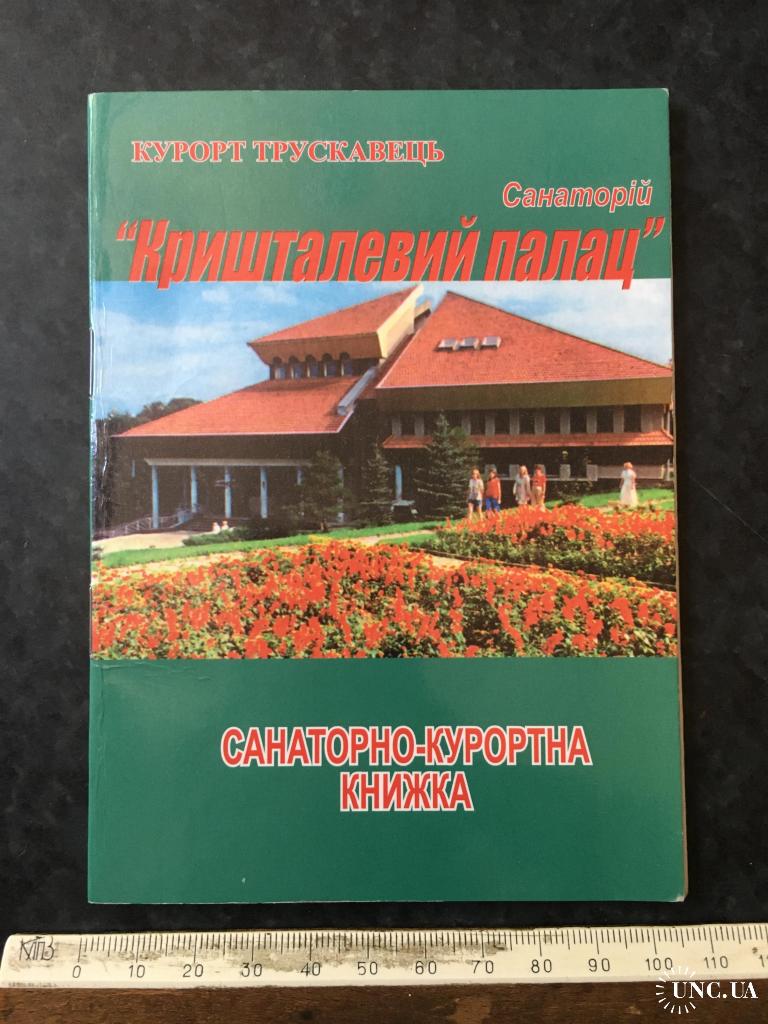 КУРОРТ ТРУСКАВЕЦЬ
Санаторій
"Кришталевий палац"
САНАТОРНО-КУРОРТНА
КНИЖКА
0 10 20 30 40 50 60 70 80 90 100 110
UNC.UA